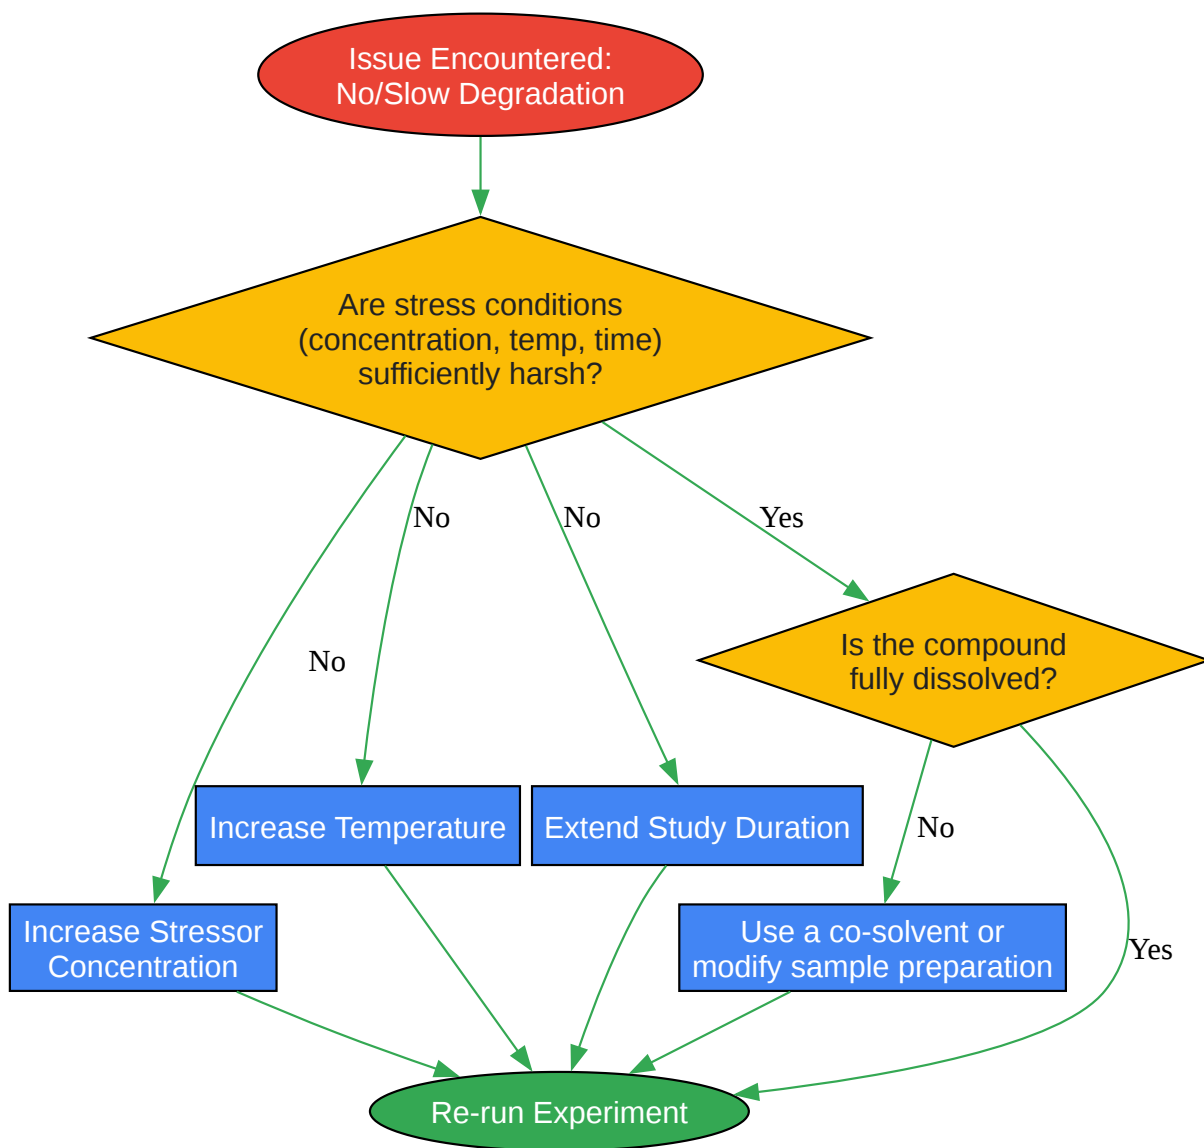 Issue Encountered:
No/Slow Degradation
Are stress conditions
(concentration, temp, time)
sufficiently harsh?
No
No
Yes
Is the compound
fully dissolved?
No
Increase Temperature
Extend Study Duration
No
Increase Stressor
Concentration
Use a co-solvent or
modify sample preparation
Yes
Re-run Experiment